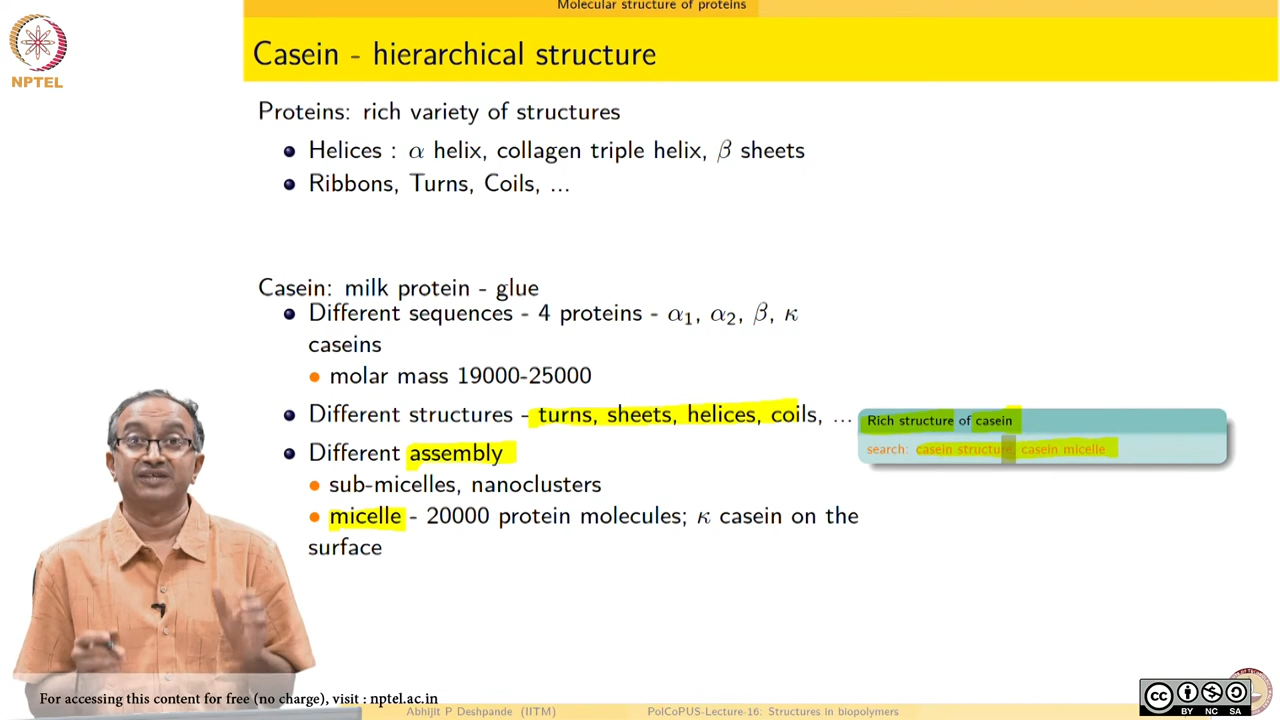 Molecular structure of proteins
Casein - hierarchical structure
NPTEL
Proteins: rich variety of structures
Helices : α helix, collagen triple helix, β sheets
Ribbons, Turns, Coils, ...
Casein: milk protein - glue
Different sequences - 4 proteins - α₁, α₂, β, κ
caseins
molar mass 19000-25000
Different structures - turns, sheets, helices, coils, ...
Rich structure of casein
search: casein structure, casein micelle
Different assembly
sub-micelles, nanoclusters
micelle - 20000 protein molecules; κ casein on the
surface
For accessing this content for free (no charge), visit : nptel.ac.in
Abhijit P Deshpande (IITM)
PolCoPUS-Lecture-16: Structures in biopolymers
CC BY NC SA